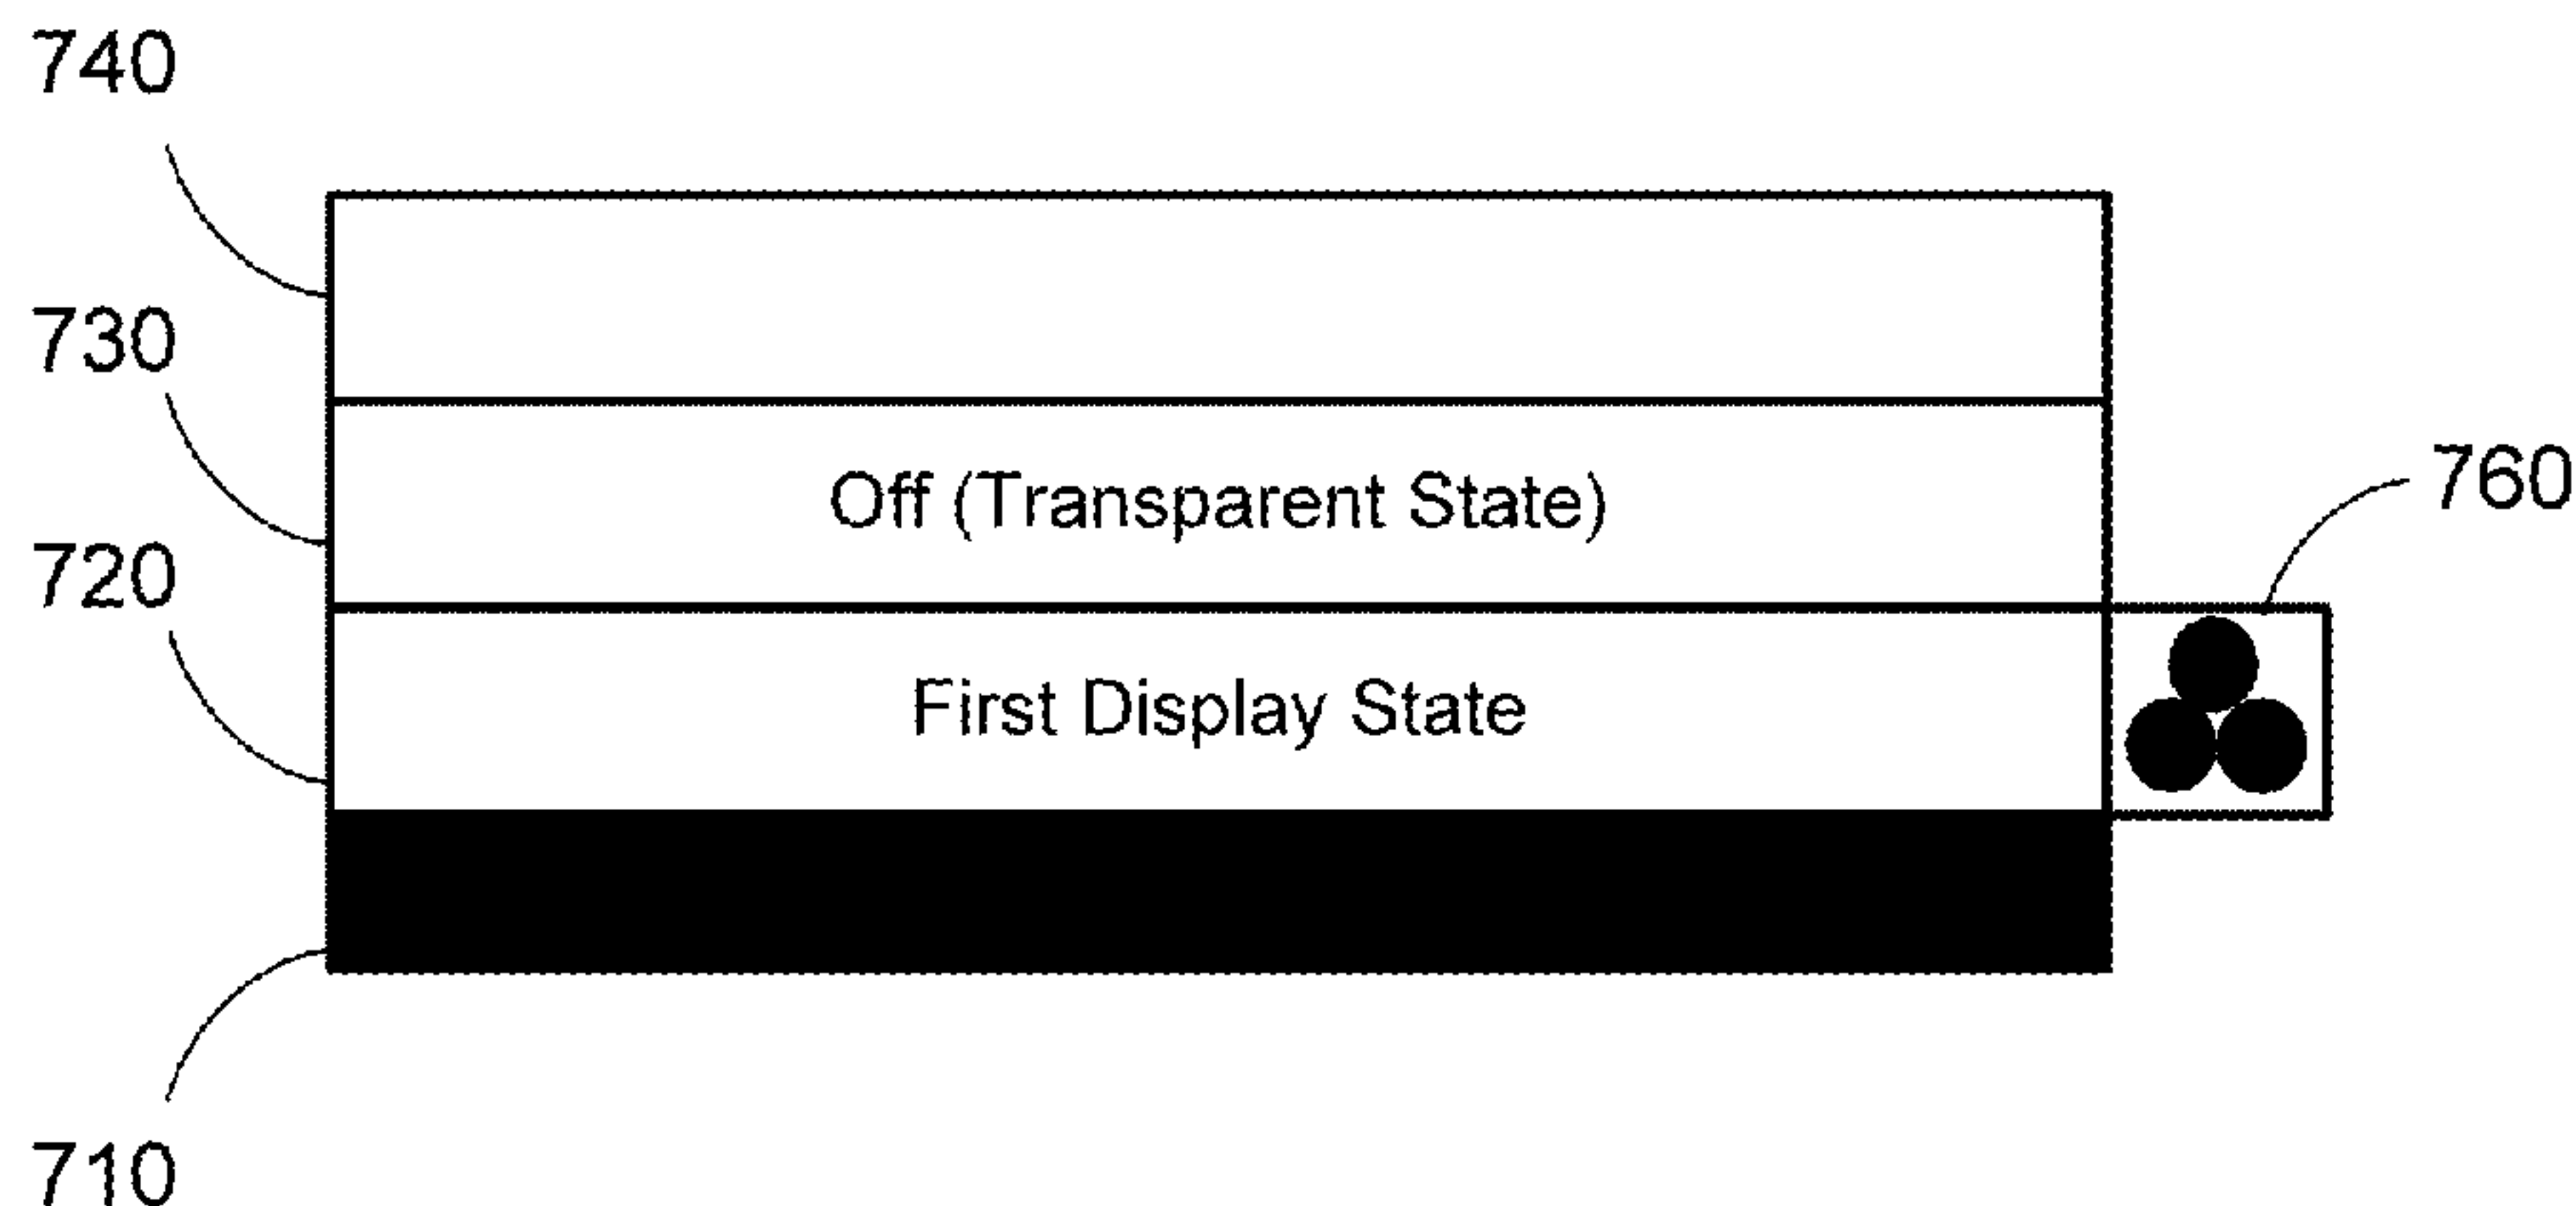 740
730
Off (Transparent State)
760
720
First Display State
710